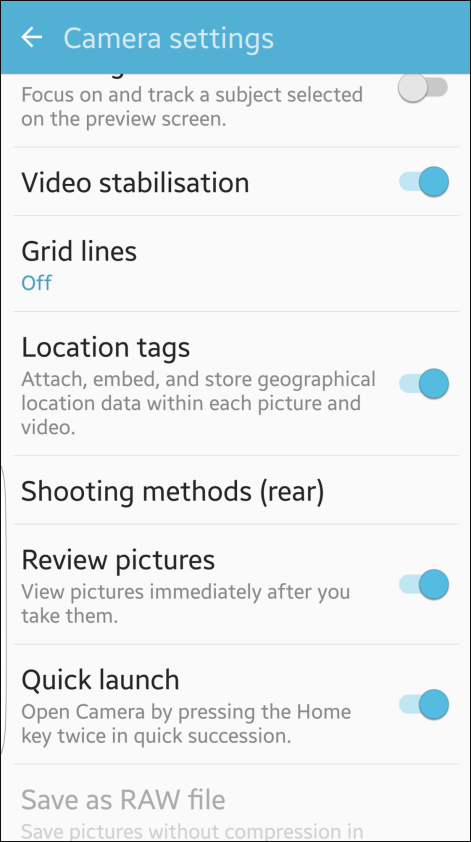 Camera settings
Focus on and track a subject selected
on the preview screen.
Video stabilisation
Grid lines
Off
Location tags
Attach, embed, and store geographical
location data within each picture and
video.
Shooting methods (rear)
Review pictures
View pictures immediately after you
take them.
Quick launch
Open Camera by pressing the Home
key twice in quick succession.
Save as RAW file
Save pictures without compression in